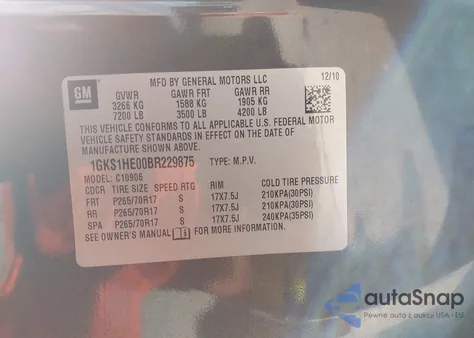 GM
MFD BY GENERAL MOTORS LLC
12/10
GVWR GAWR FRT GAWR RR
3266 KG 1588 KG 1905 KG
7200 LB 3500 LB 4200 LB
THIS VEHICLE CONFORMS TO ALL APPLICABLE U.S. FEDERAL MOTOR
VEHICLE SAFETY STANDARDS IN EFFECT ON THE DATE OF
MANUFACTURE SHOWN ABOVE.
1GKS1HE00BR229875 TYPE: M.P.V.
MODEL: C10906
CDCR TIRE SIZE SPEED RTG RIM COLD TIRE PRESSURE
FRT P265/70R17 S 17X7.5J 210KPA(30PSI)
RR P265/70R17 S 17X7.5J 210KPA(30PSI)
SPA P265/70R17 S 17X7.5J 240KPA(35PSI)
SEE OWNER'S MANUAL FOR MORE INFORMATION
autoSnap
Pewne auta z aukcji USA i EU